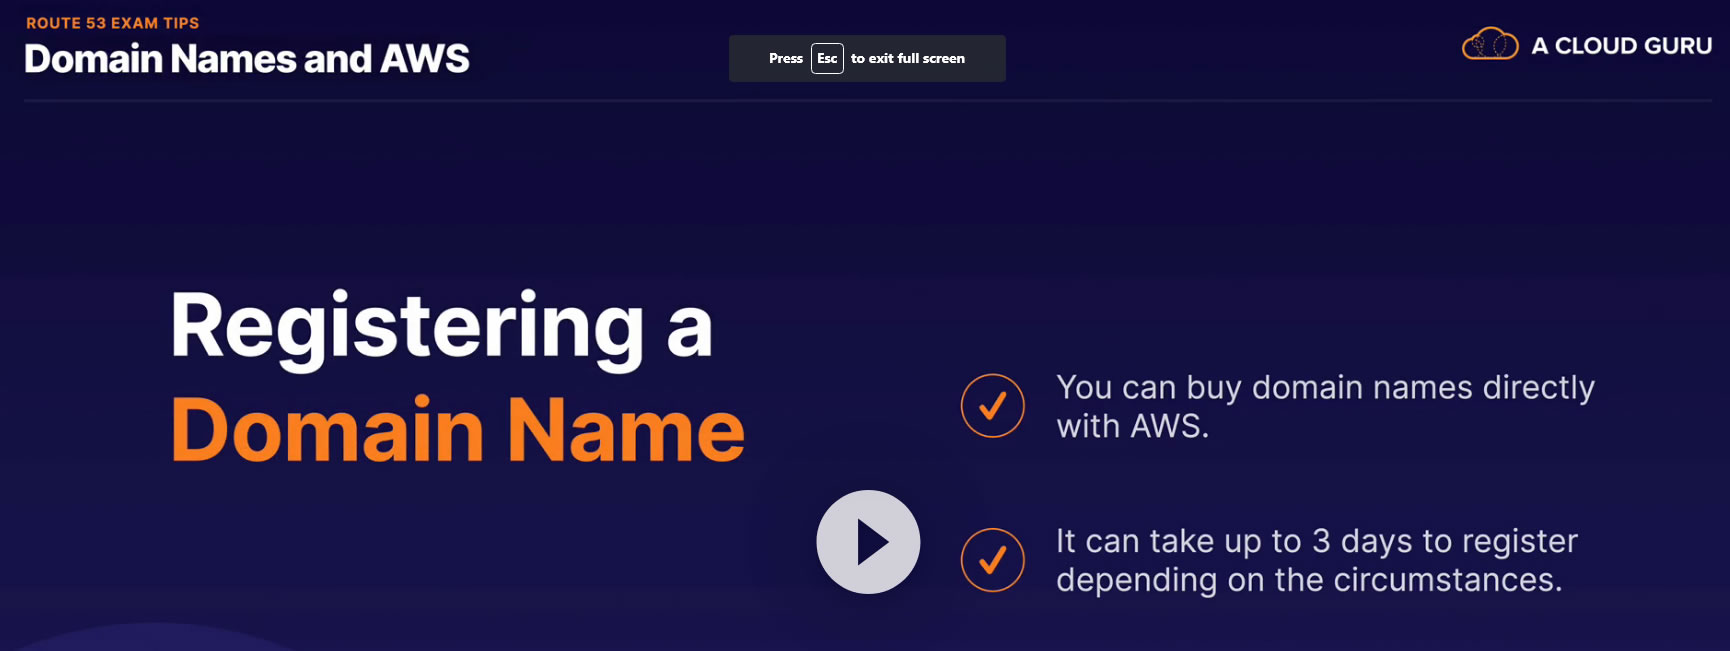 ROUTE 53 EXAM TIPS
Domain Names and AWS
Press Esc to exit full screen
A CLOUD GURU
Registering a
Domain Name
You can buy domain names directly
with AWS.
It can take up to 3 days to register
depending on the circumstances.